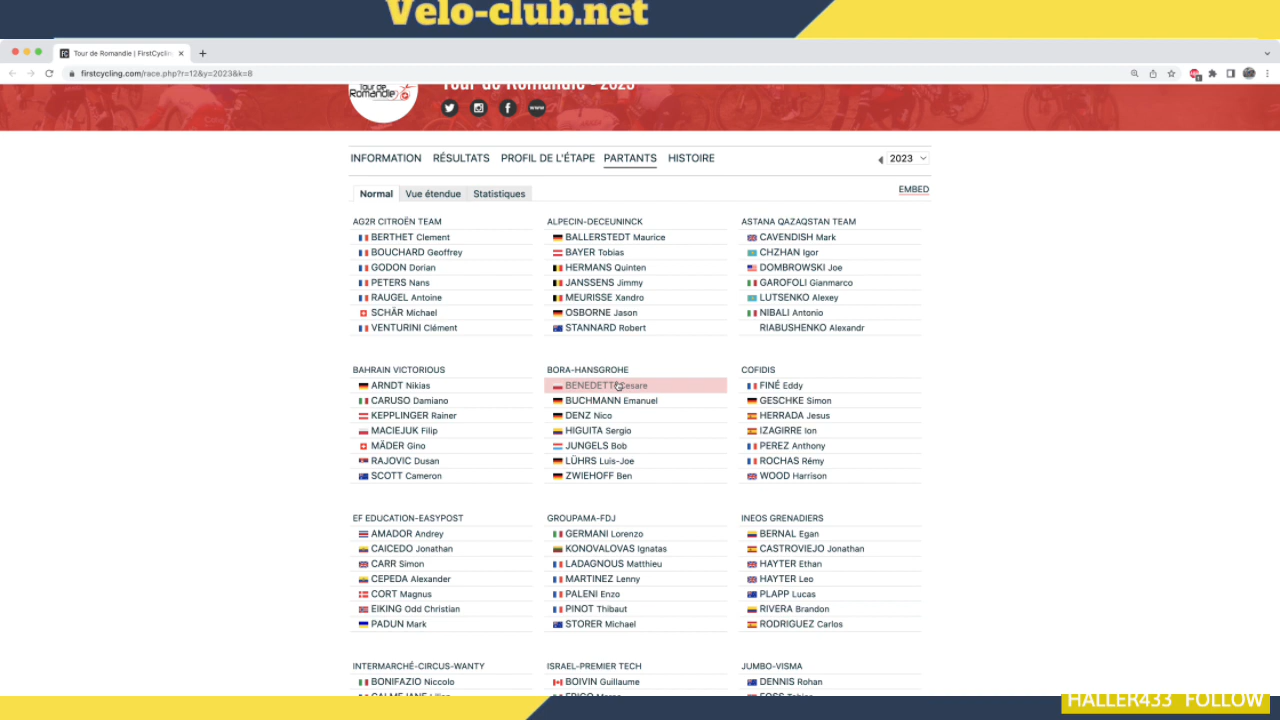 Velo-club.net
Tour de Romandie | FirstCyclin
firstcycling.com/race.php?r=12&y=2023&k=8
Tour de Romandie - 2023
Tour de
Romandie
www
INFORMATION RÉSULTATS PROFIL DE L'ÉTAPE PARTANTS HISTOIRE 2023
Normal Vue étendue Statistiques EMBED
AG2R CITROËN TEAM
BERTHET Clement
BOUCHARD Geoffrey
GODON Dorian
PETERS Nans
RAUGEL Antoine
SCHÄR Michael
VENTURINI Clément
ALPECIN-DECEUNINCK
BALLERSTEDT Maurice
BAYER Tobias
HERMANS Quinten
JANSSENS Jimmy
MEURISSE Xandro
OSBORNE Jason
STANNARD Robert
ASTANA QAZAQSTAN TEAM
CAVENDISH Mark
CHZHAN Igor
DOMBROWSKI Joe
GAROFOLI Gianmarco
LUTSENKO Alexey
NIBALI Antonio
RIABUSHENKO Alexandr
BAHRAIN VICTORIOUS
ARNDT Nikias
CARUSO Damiano
KEPPLINGER Rainer
MACIEJUK Filip
MÄDER Gino
RAJOVIC Dusan
SCOTT Cameron
BORA-HANSGROHE
BENEDETTI Cesare
BUCHMANN Emanuel
DENZ Nico
HIGUITA Sergio
JUNGELS Bob
LÜHRS Luis-Joe
ZWIEHOFF Ben
COFIDIS
FINÉ Eddy
GESCHKE Simon
HERRADA Jesus
IZAGIRRE Ion
PEREZ Anthony
ROCHAS Rémy
WOOD Harrison
EF EDUCATION-EASYPOST
AMADOR Andrey
CAICEDO Jonathan
CARR Simon
CEPEDA Alexander
CORT Magnus
EIKING Odd Christian
PADUN Mark
GROUPAMA-FDJ
GERMANI Lorenzo
KONOVALOVAS Ignatas
LADAGNOUS Matthieu
MARTINEZ Lenny
PALENI Enzo
PINOT Thibaut
STORER Michael
INEOS GRENADIERS
BERNAL Egan
CASTROVIEJO Jonathan
HAYTER Ethan
HAYTER Leo
PLAPP Lucas
RIVERA Brandon
RODRIGUEZ Carlos
INTERMARCHÉ-CIRCUS-WANTY
BONIFAZIO Niccolo
ISRAEL-PREMIER TECH
BOIVIN Guillaume
JUMBO-VISMA
DENNIS Rohan
HALLER433 FOLLOW